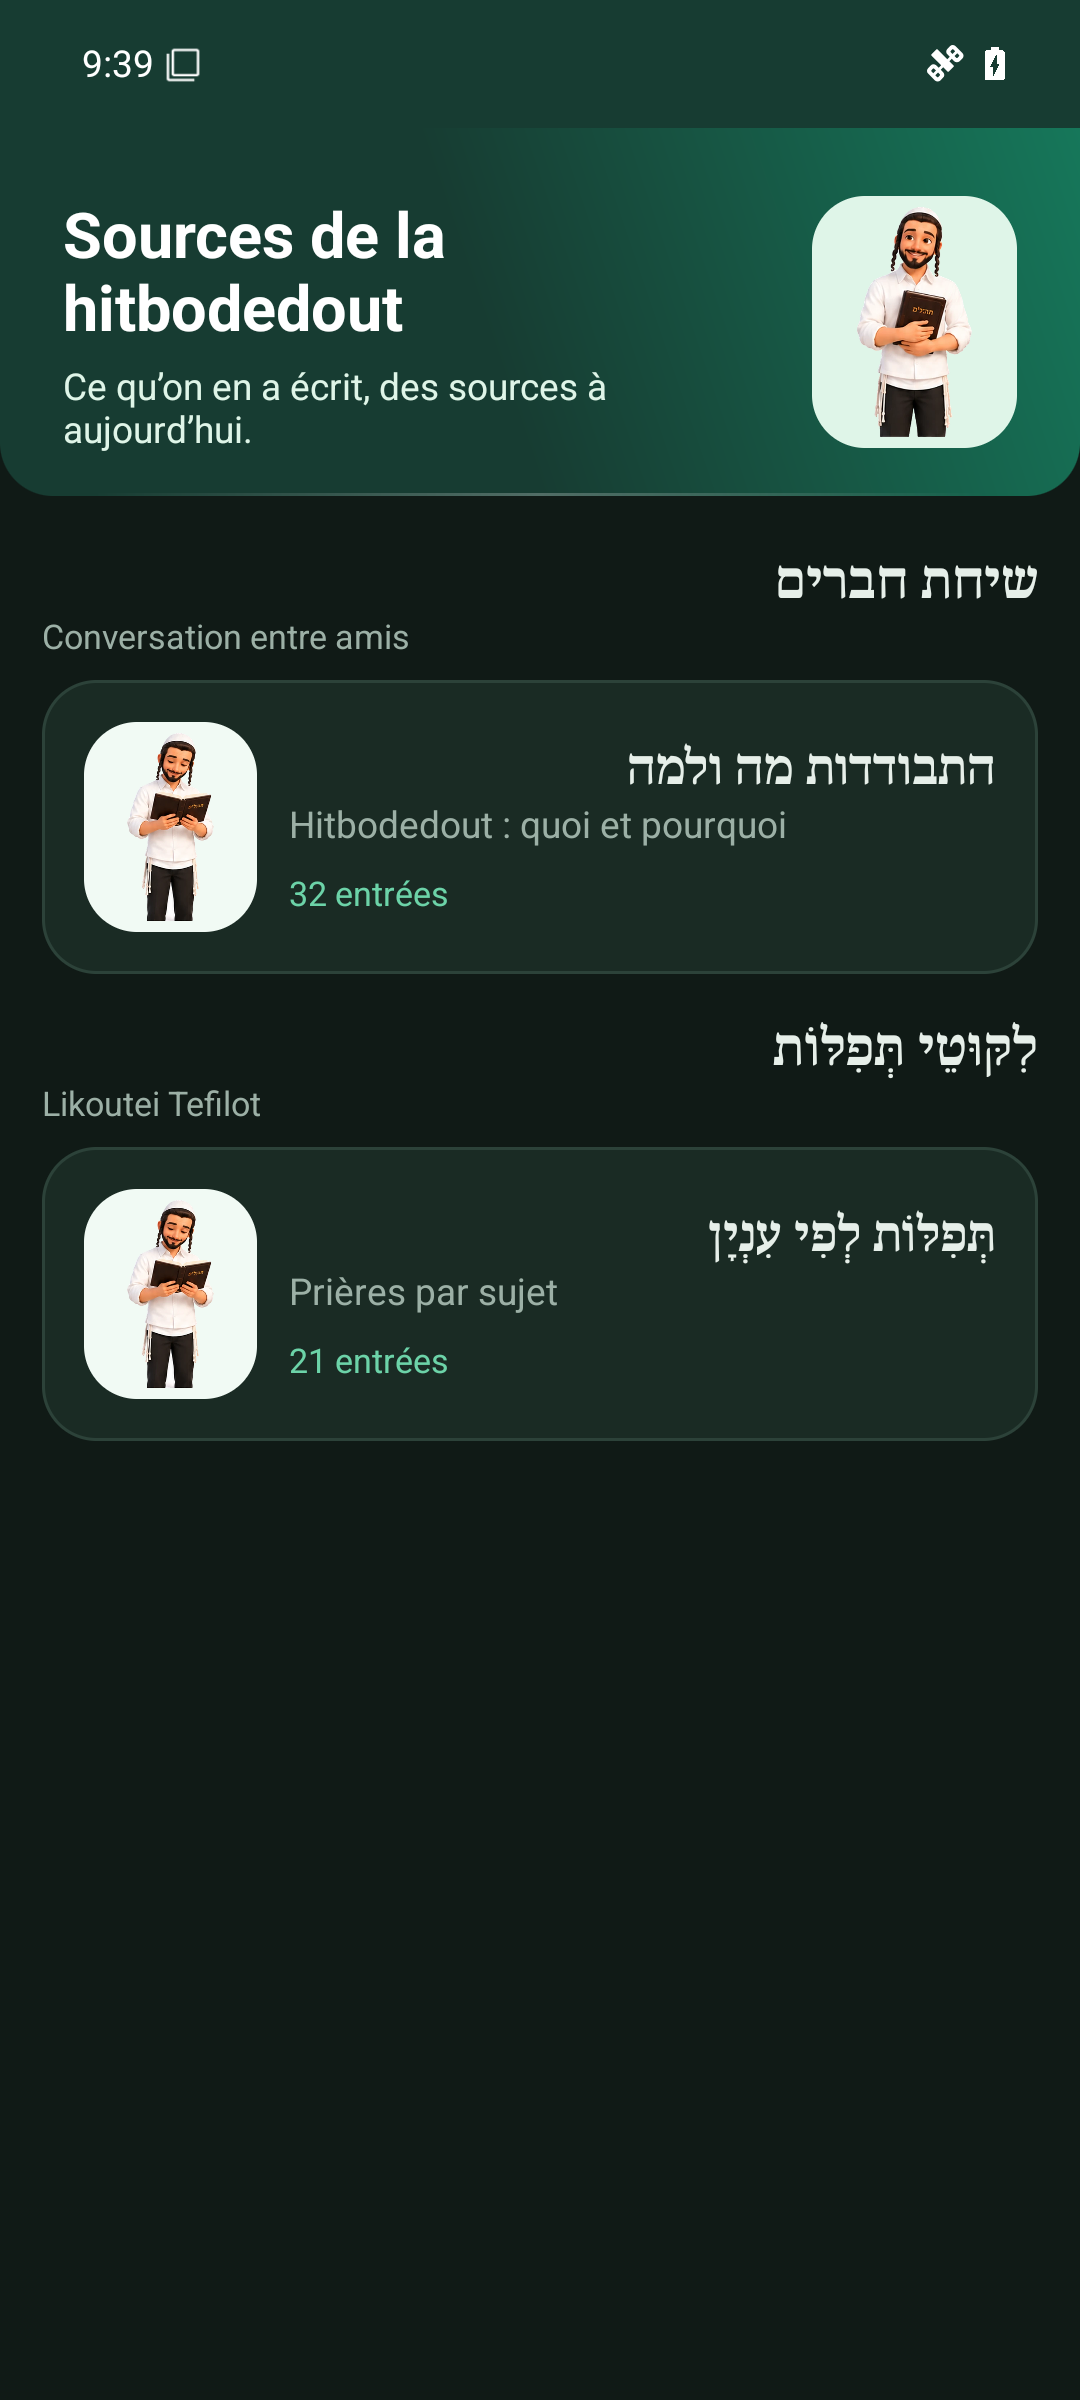 9:39
Sources de la
hitbodedout
Ce qu’on en a écrit, des sources à
aujourd’hui.
שיחת חברים
Conversation entre amis
התבודדות מה ולמה
Hitbodedout : quoi et pourquoi
32 entrées
לִקּוּטֵי תְּפִלּוֹת
Likoutei Tefilot
תְּפִלּוֹת לְפִי עִנְיָן
Prières par sujet
21 entrées